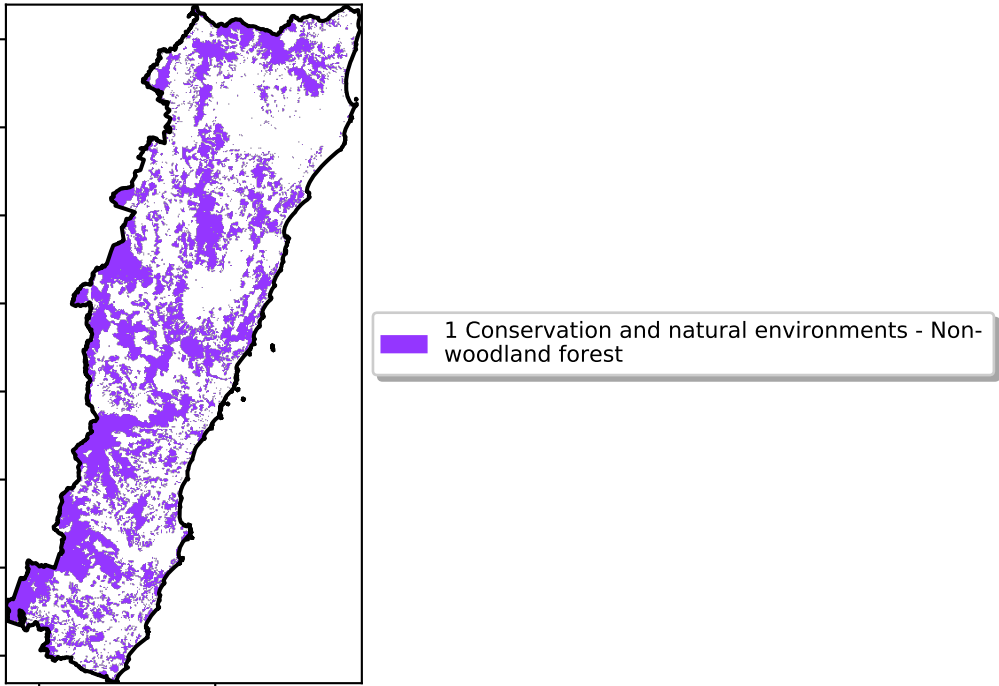 1 Conservation and natural environments - Non-
woodland forest